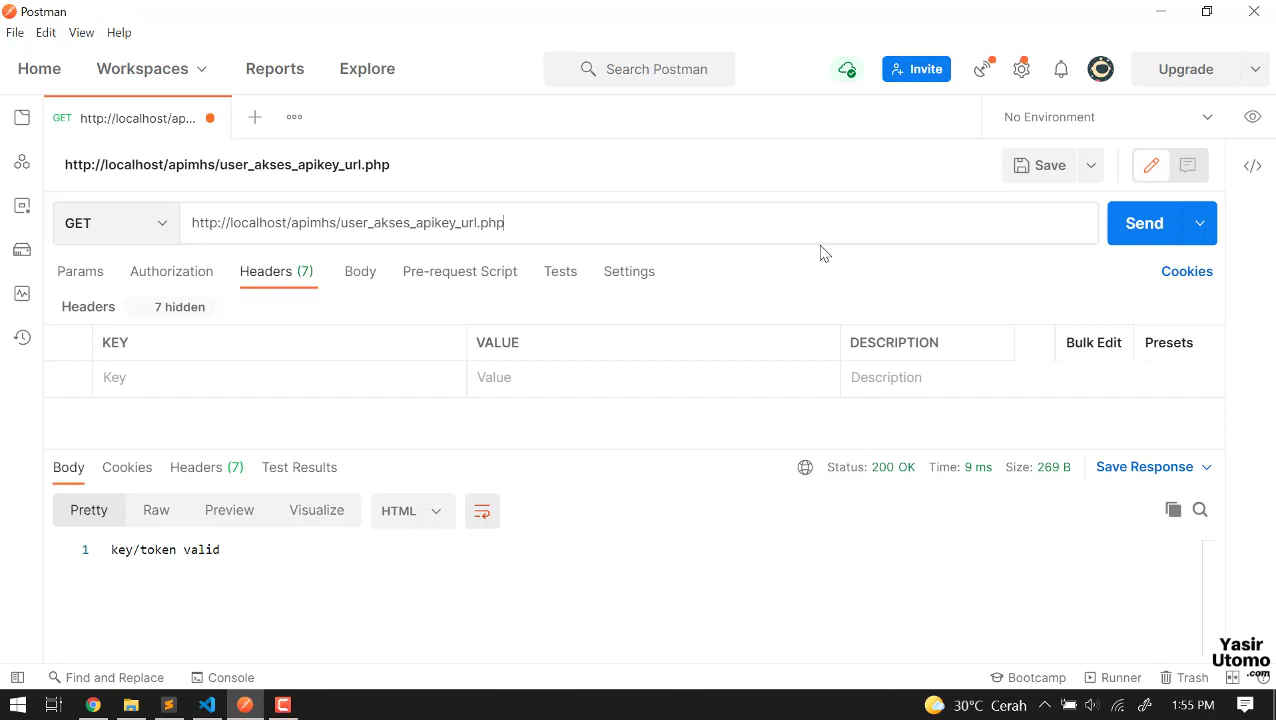 Postman
File Edit View Help
Home Workspaces Reports Explore Search Postman Invite Upgrade
GET http://localhost/ap... No Environment
http://localhost/apimhs/user_akses_apikey_url.php Save
GET http://localhost/apimhs/user_akses_apikey_url.php Send
Params Authorization Headers (7) Body Pre-request Script Tests Settings Cookies
Headers 7 hidden
KEY VALUE DESCRIPTION Bulk Edit Presets
Key Value Description
Body Cookies Headers (7) Test Results Status: 200 OK Time: 9 ms Size: 269 B Save Response
Pretty Raw Preview Visualize HTML
1 key/token valid
Yasir
Utomo
.com
Find and Replace Console Bootcamp Runner Trash
30°C Cerah 1:55 PM